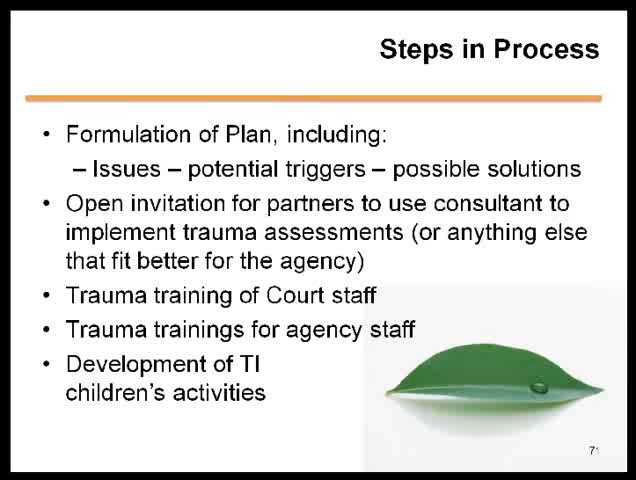 Steps in Process
• Formulation of Plan, including:
– Issues – potential triggers – possible solutions
• Open invitation for partners to use consultant to
implement trauma assessments (or anything else
that fit better for the agency)
• Trauma training of Court staff
• Trauma trainings for agency staff
• Development of TI
children's activities
71